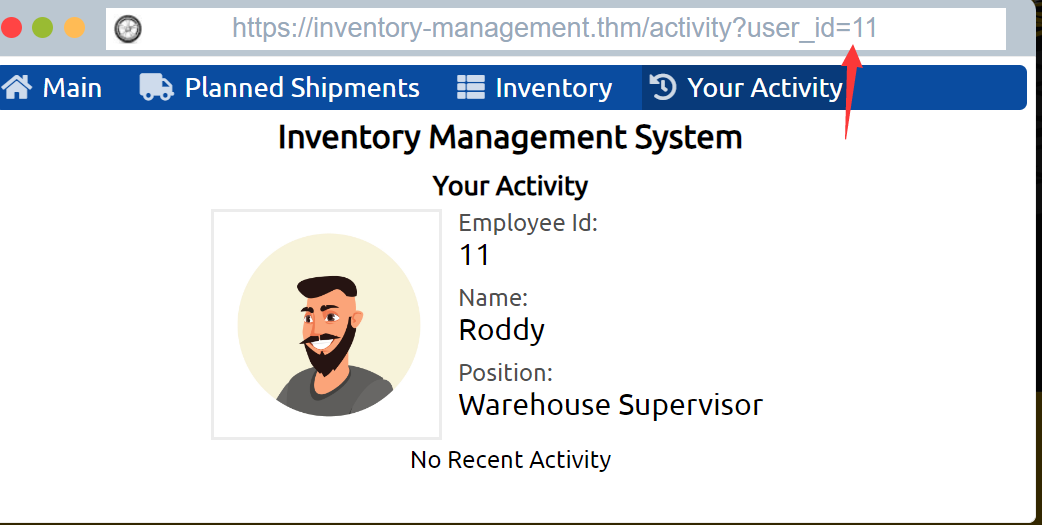 https://inventory-management.thm/activity?user_id=11
Main Planned Shipments Inventory Your Activity
Inventory Management System
Your Activity
Employee Id:
11
Name:
Roddy
Position:
Warehouse Supervisor
No Recent Activity